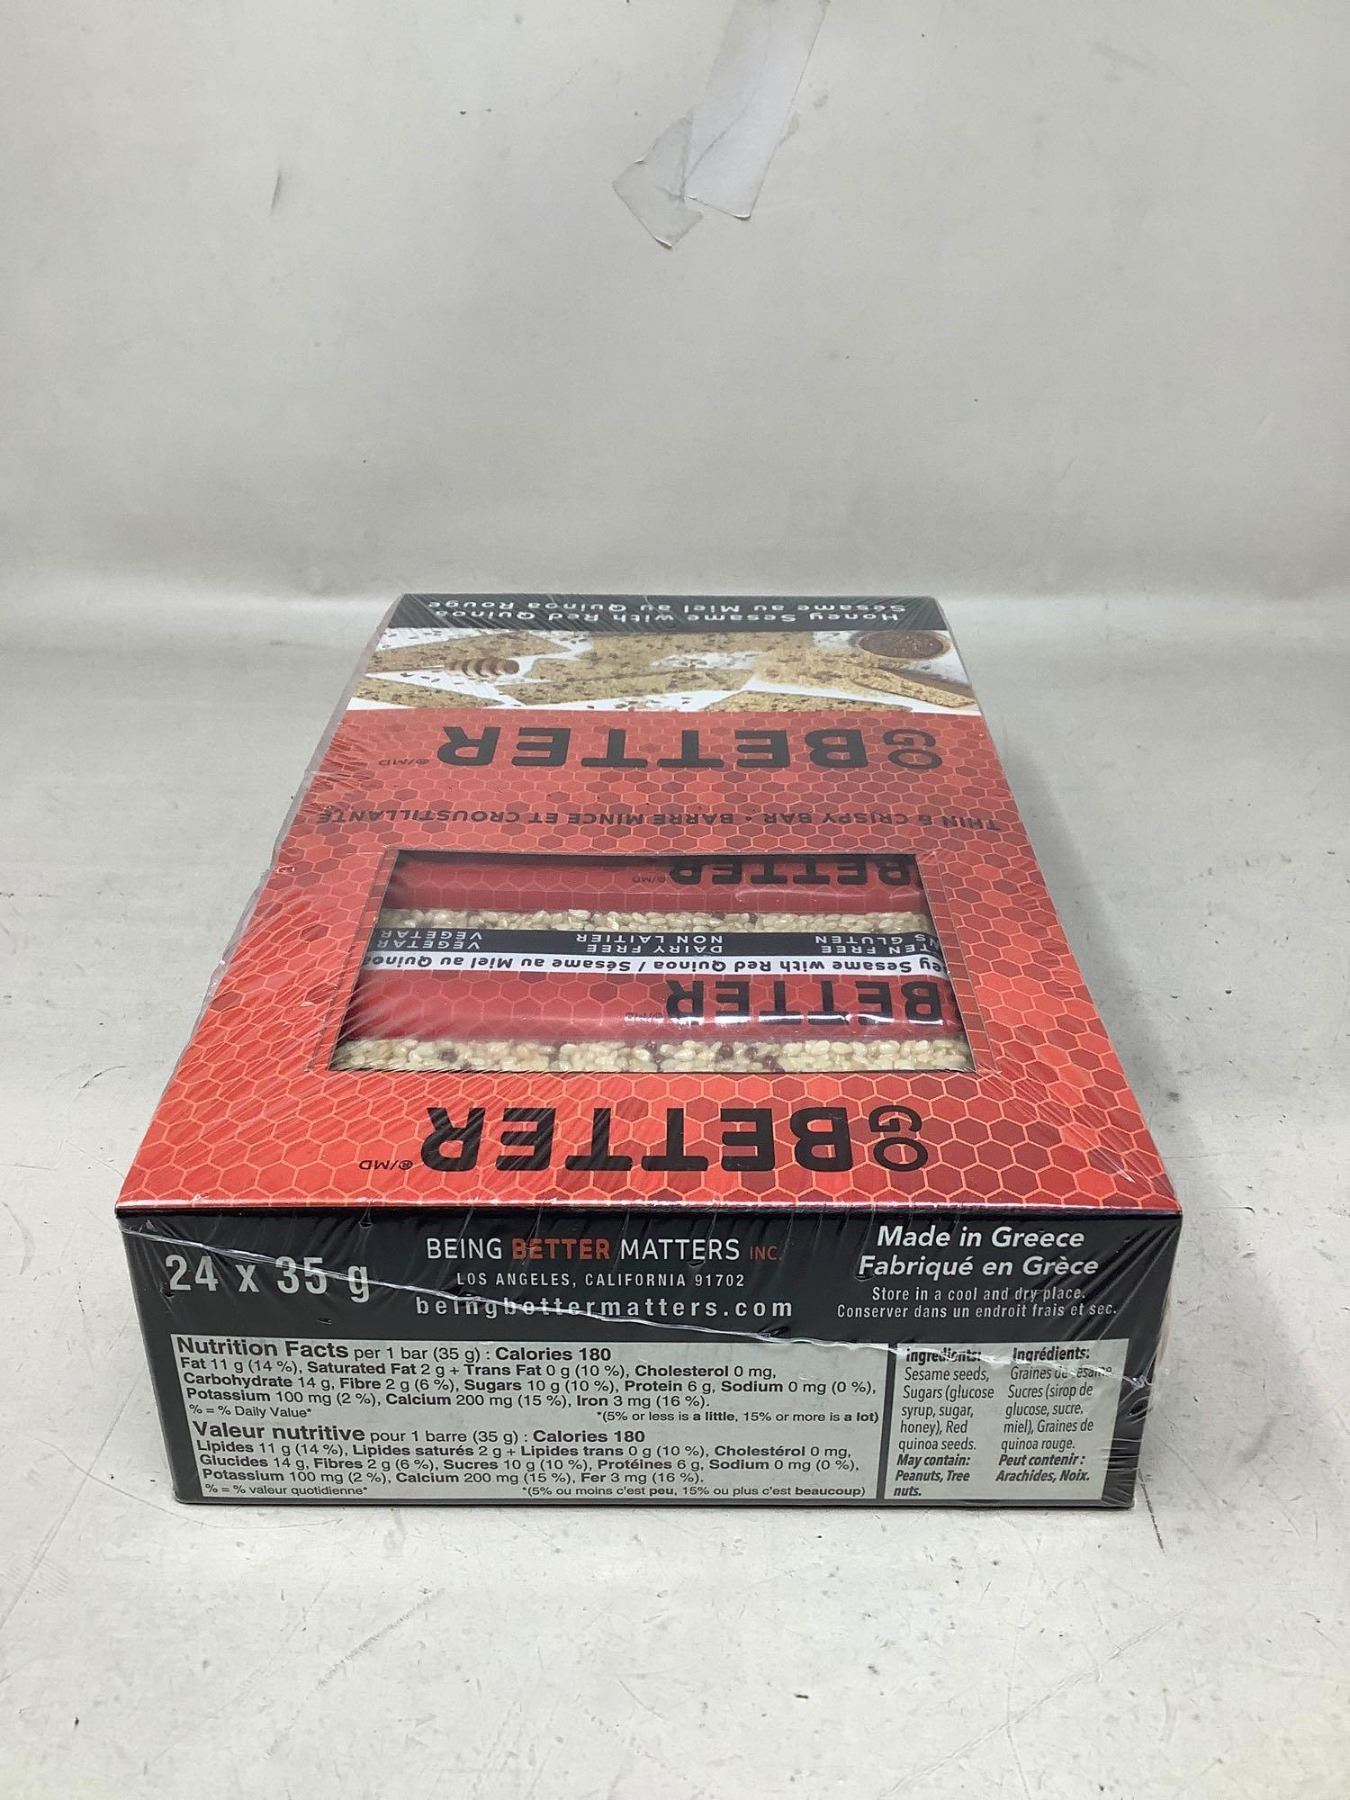 Honey Sesame with Red Quinoa
Sésame au Miel au Quinoa Rouge
GO BETTER ®/MD
THIN & CRISPY BAR • BARRE MINCE ET CROUSTILLANTE
BETTER ®/MD
TEN FREE DAIRY FREE VEGETAR
NS GLUTEN NON LAITIER VEGETAR
ey Sesame with Red Quinoa / Sésame au Miel au Quinoa
BETTER ®/MD
GO BETTER ®/MD
24 x 35 g
BEING BETTER MATTERS INC.
LOS ANGELES, CALIFORNIA 91702
beingbettermatters.com
Made in Greece
Fabriqué en Grèce
Store in a cool and dry place.
Conserver dans un endroit frais et sec.
Nutrition Facts per 1 bar (35 g) : Calories 180
Fat 11 g (14 %), Saturated Fat 2 g + Trans Fat 0 g (10 %), Cholesterol 0 mg,
Carbohydrate 14 g, Fibre 2 g (6 %), Sugars 10 g (10 %), Protein 6 g, Sodium 0 mg (0 %),
Potassium 100 mg (2 %), Calcium 200 mg (15 %), Iron 3 mg (16 %).
% = % Daily Value* *(5% or less is a little, 15% or more is a lot)
Valeur nutritive pour 1 barre (35 g) : Calories 180
Lipides 11 g (14 %), Lipides saturés 2 g + Lipides trans 0 g (10 %), Cholestérol 0 mg,
Glucides 14 g, Fibres 2 g (6 %), Sucres 10 g (10 %), Protéines 6 g, Sodium 0 mg (0 %),
Potassium 100 mg (2 %), Calcium 200 mg (15 %), Fer 3 mg (16 %).
% = % valeur quotidienne* *(5% ou moins c'est peu, 15% ou plus c'est beaucoup)
Ingredients:
Sesame seeds,
Sugars (glucose
syrup, sugar,
honey), Red
quinoa seeds.
May contain:
Peanuts, Tree
nuts.
Ingrédients:
Graines de sésame
Sucres (sirop de
glucose, sucre,
miel), Graines de
quinoa rouge.
Peut contenir :
Arachides, Noix.